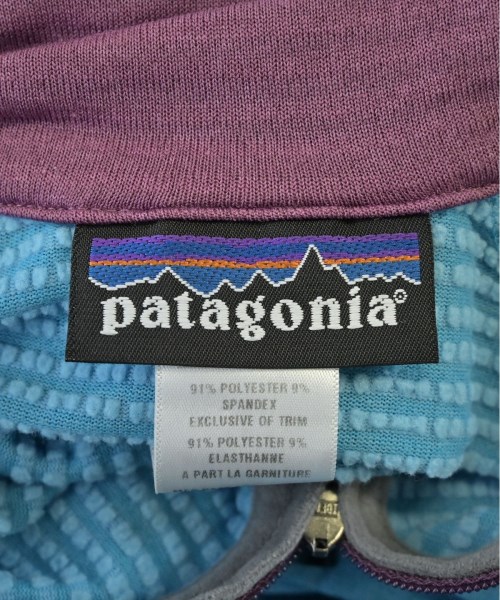 patagonia®
91% POLYESTER 9%
SPANDEX
EXCLUSIVE OF TRIM
91% POLYESTER 9%
ELASTHANNE
A PART LA GARNITURE